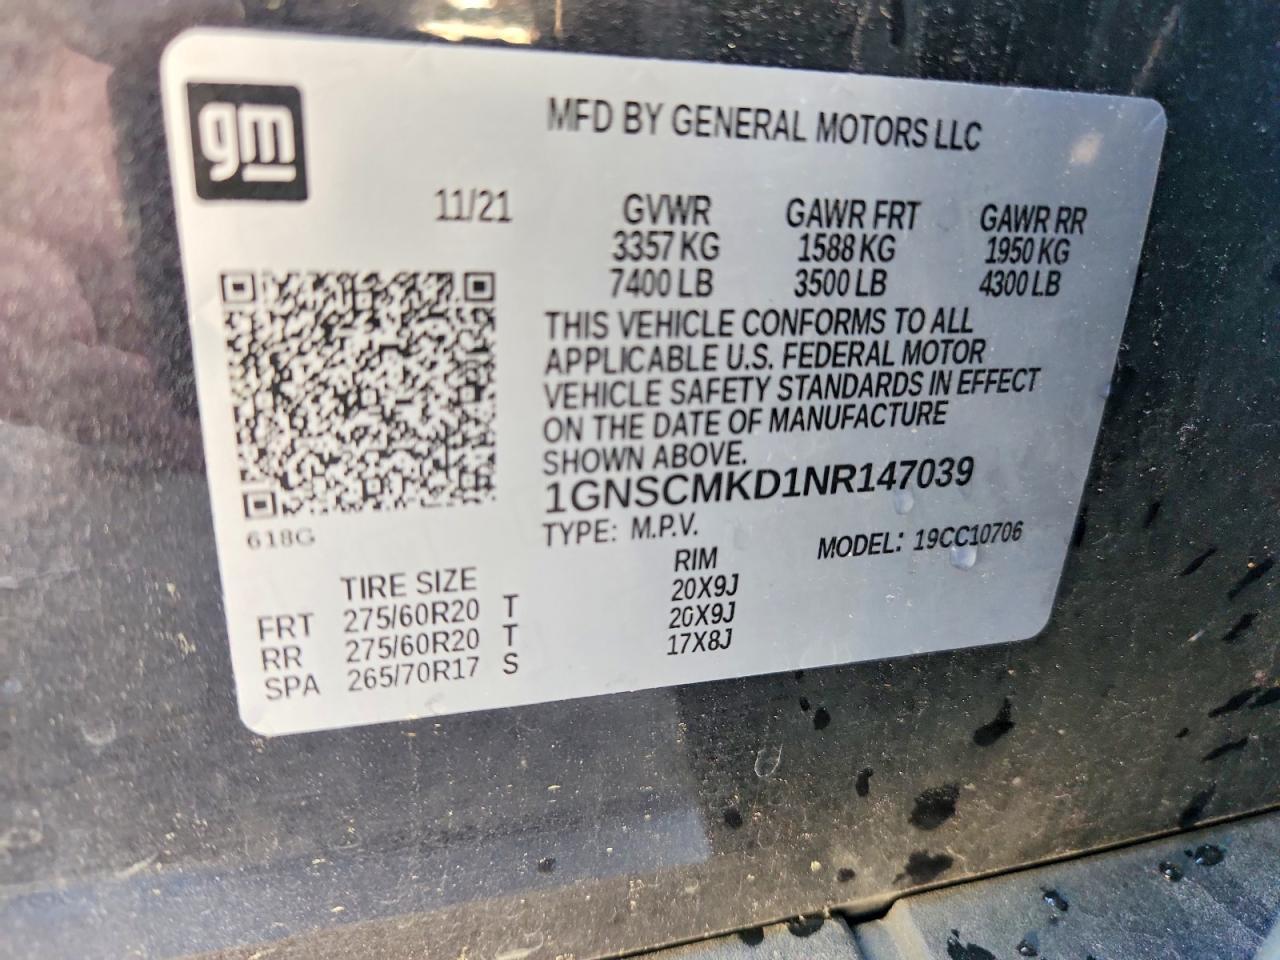 gm
MFD BY GENERAL MOTORS LLC
11/21
GVWR GAWR FRT GAWR RR
3357 KG 1588 KG 1950 KG
7400 LB 3500 LB 4300 LB
THIS VEHICLE CONFORMS TO ALL
APPLICABLE U.S. FEDERAL MOTOR
VEHICLE SAFETY STANDARDS IN EFFECT
ON THE DATE OF MANUFACTURE
SHOWN ABOVE.
1GNSCMKD1NR147039
618G
TYPE: M.P.V. MODEL: 19CC10706
TIRE SIZE RIM
FRT 275/60R20 T 20X9J
RR 275/60R20 T 20X9J
SPA 265/70R17 S 17X8J